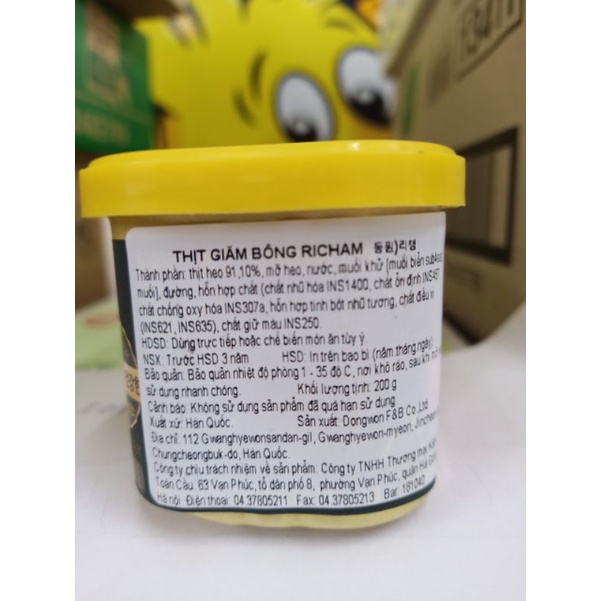 THỊT GIĂM BÔNG RICHAM 동원)리챔
Thành phần: thịt heo 91,10%, mỡ heo, nước, muối khử [muối biển
muối], đường, hỗn hợp chất (chất nhũ hóa INS1400, chất ổn định INS457
chất chống oxy hóa INS307a, hỗn hợp tinh bột nhũ tương, chất điều vị
(INS621, INS635), chất giữ màu INS250.
HDSD: Dùng trực tiếp hoặc chế biến món ăn tùy ý.
NSX: Trước HSD 3 năm HSD: In trên bao bì (năm tháng ngày)
Bảo quản: Bảo quản nhiệt độ phòng 1 - 35 độ C, nơi khô ráo, sau khi
sử dụng nhanh chóng. Khối lượng tịnh: 200 g
Cảnh báo: Không sử dụng sản phẩm đã quá hạn sử dụng
Xuất xứ: Hàn Quốc. Sản xuất: Dongwon F&B Co.,Ltd
Địa chỉ: 112 Gwanghyewonsandan-gil, Gwanghyewon-myeon,
Chungcheongbuk-do, Hàn Quốc.
Công ty chịu trách nhiệm về sản phẩm: Công ty TNHH Thương mại
Toàn Cầu. 63 Vạn Phúc, tổ dân phố 8, phường Vạn Phúc, quận Hà
Hà nội. Điện thoại: 04.37805211 Fax: 04.37805213 Bar: 181040